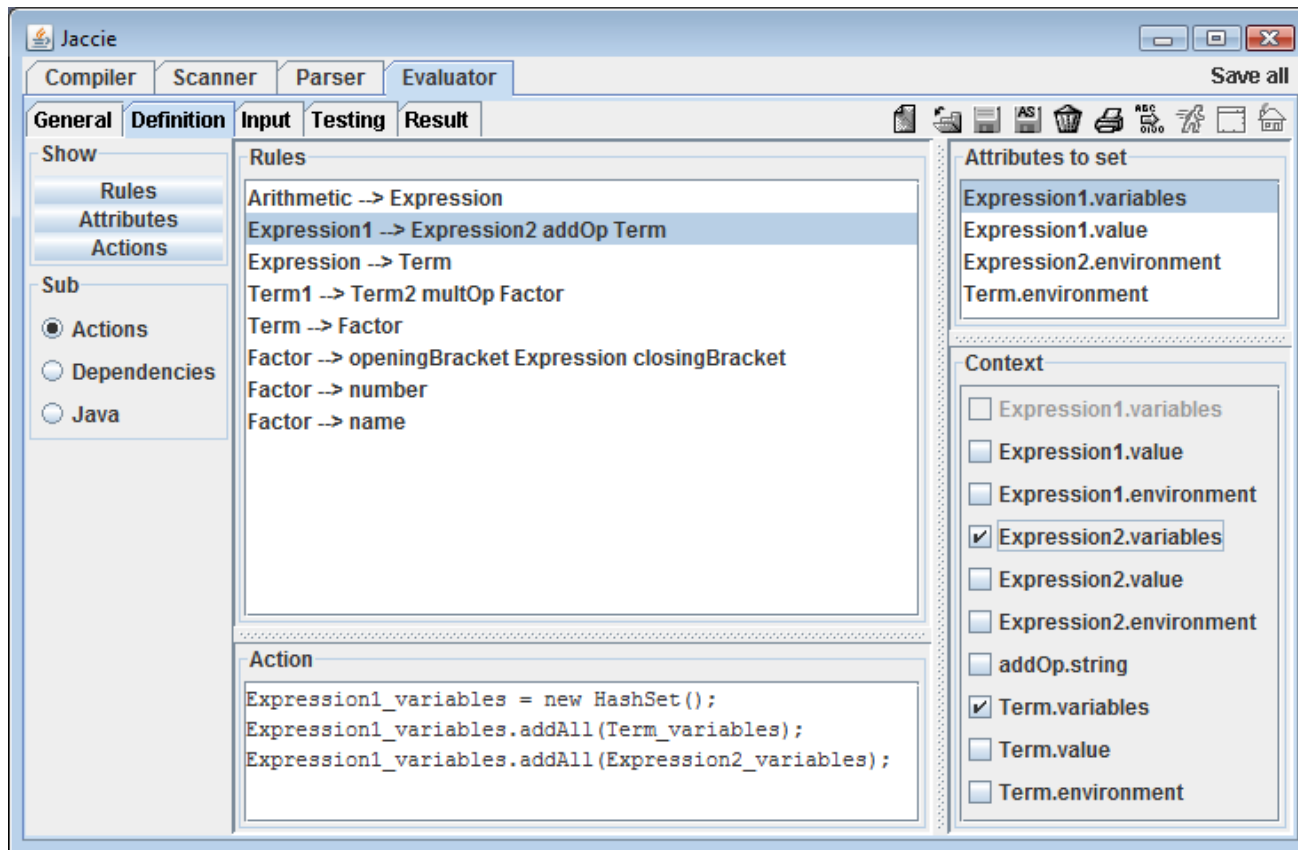 Jaccie
Compiler Scanner Parser Evaluator Save all
General Definition Input Testing Result AS ABC 0100
Show
Rules
Attributes
Actions
Sub
Actions
Dependencies
Java
Rules
Arithmetic --> Expression
Expression1 --> Expression2 addOp Term
Expression --> Term
Term1 --> Term2 multOp Factor
Term --> Factor
Factor --> openingBracket Expression closingBracket
Factor --> number
Factor --> name
Action
Expression1_variables = new HashSet();
Expression1_variables.addAll(Term_variables);
Expression1_variables.addAll(Expression2_variables);
Attributes to set
Expression1.variables
Expression1.value
Expression2.environment
Term.environment
Context
Expression1.variables
Expression1.value
Expression1.environment
Expression2.variables
Expression2.value
Expression2.environment
addOp.string
Term.variables
Term.value
Term.environment